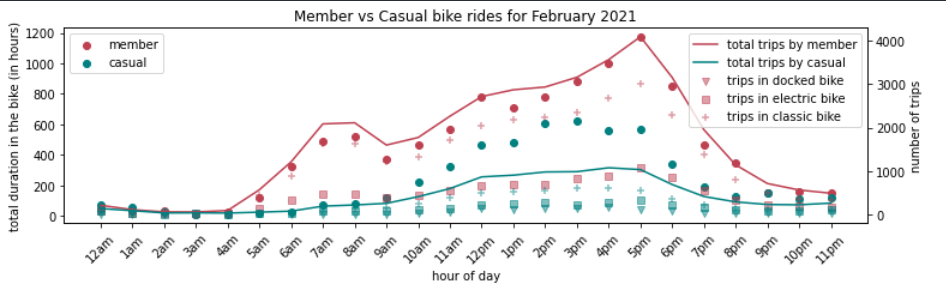 Member vs Casual bike rides for February 2021
total duration in the bike (in hours)
1200
1000
800
600
400
200
0
member
casual
total trips by member
total trips by casual
trips in docked bike
trips in electric bike
trips in classic bike
4000
3000
2000
1000
0
number of trips
12am 1am 2am 3am 4am 5am 6am 7am 8am 9am 10am 11am 12pm 1pm 2pm 3pm 4pm 5pm 6pm 7pm 8pm 9pm 10pm 11pm
hour of day